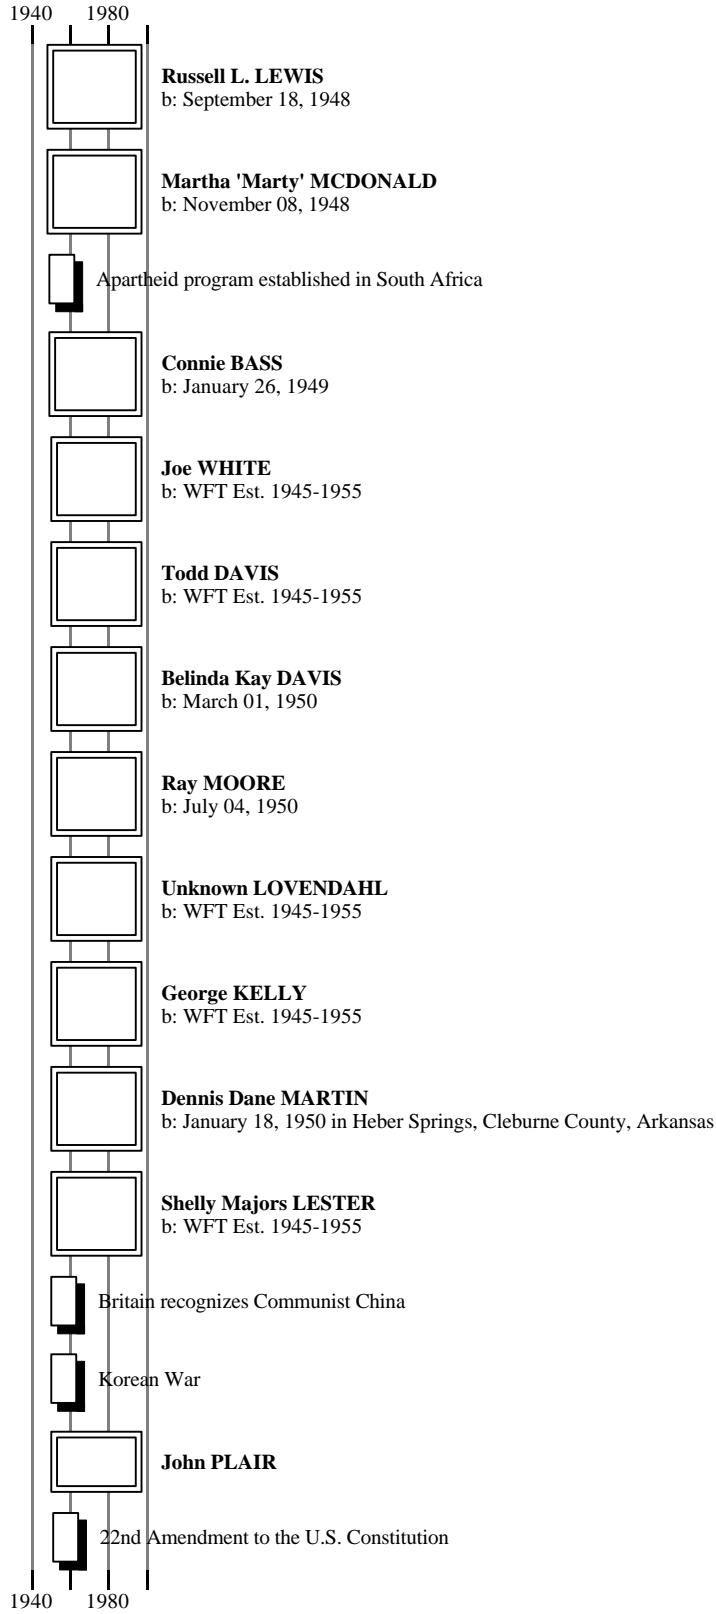 1940 1980
Russell L. LEWIS
b: September 18, 1948
Martha 'Marty' MCDONALD
b: November 08, 1948
Apartheid program established in South Africa
Connie BASS
b: January 26, 1949
Joe WHITE
b: WFT Est. 1945-1955
Todd DAVIS
b: WFT Est. 1945-1955
Belinda Kay DAVIS
b: March 01, 1950
Ray MOORE
b: July 04, 1950
Unknown LOVENDAHL
b: WFT Est. 1945-1955
George KELLY
b: WFT Est. 1945-1955
Dennis Dane MARTIN
b: January 18, 1950 in Heber Springs, Cleburne County, Arkansas
Shelly Majors LESTER
b: WFT Est. 1945-1955
Britain recognizes Communist China
Korean War
John PLAIR
22nd Amendment to the U.S. Constitution
1940 1980